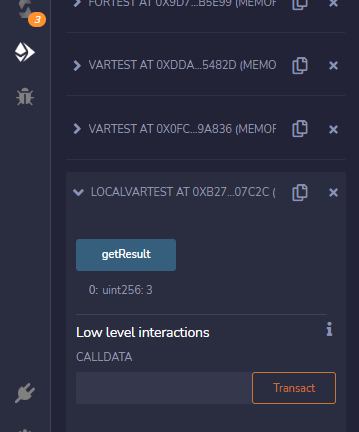 3
FORTEST AT 0X9D7...B5E99 (MEMOF
VARTEST AT 0XDDA...5482D (MEMO
VARTEST AT 0X0FC...9A836 (MEMOF
LOCALVARTEST AT 0XB27...07C2C (
getResult
0: uint256: 3
Low level interactions
CALLDATA
Transact